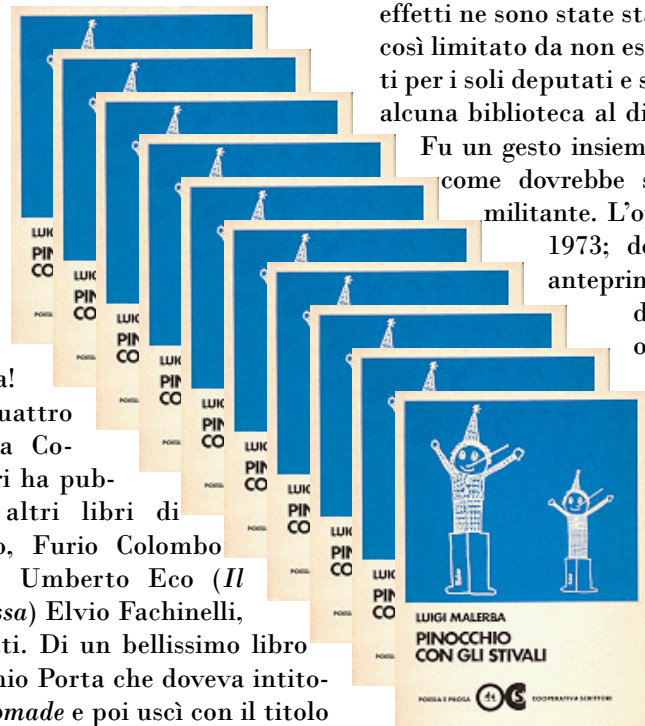 effetti ne sono state sta
così limitato da non es
ti per i soli deputati e s
alcuna biblioteca al di
Fu un gesto insiem
come dovrebbe s
militante. L'o
1973; de
antepri
d
o
a!
uattro
a Co-
ri ha pub-
altri libri di
o, Furio Colombo
Umberto Eco (Il
ssa) Elvio Fachinelli,
ti. Di un bellissimo libro
nio Porta che doveva intito-
omade e poi uscì con il titolo
LUIGI MALERBA
PINOCCHIO
CON GLI STIVALI
POESIA E PROSA
COOPERATIVA SCRITTORI